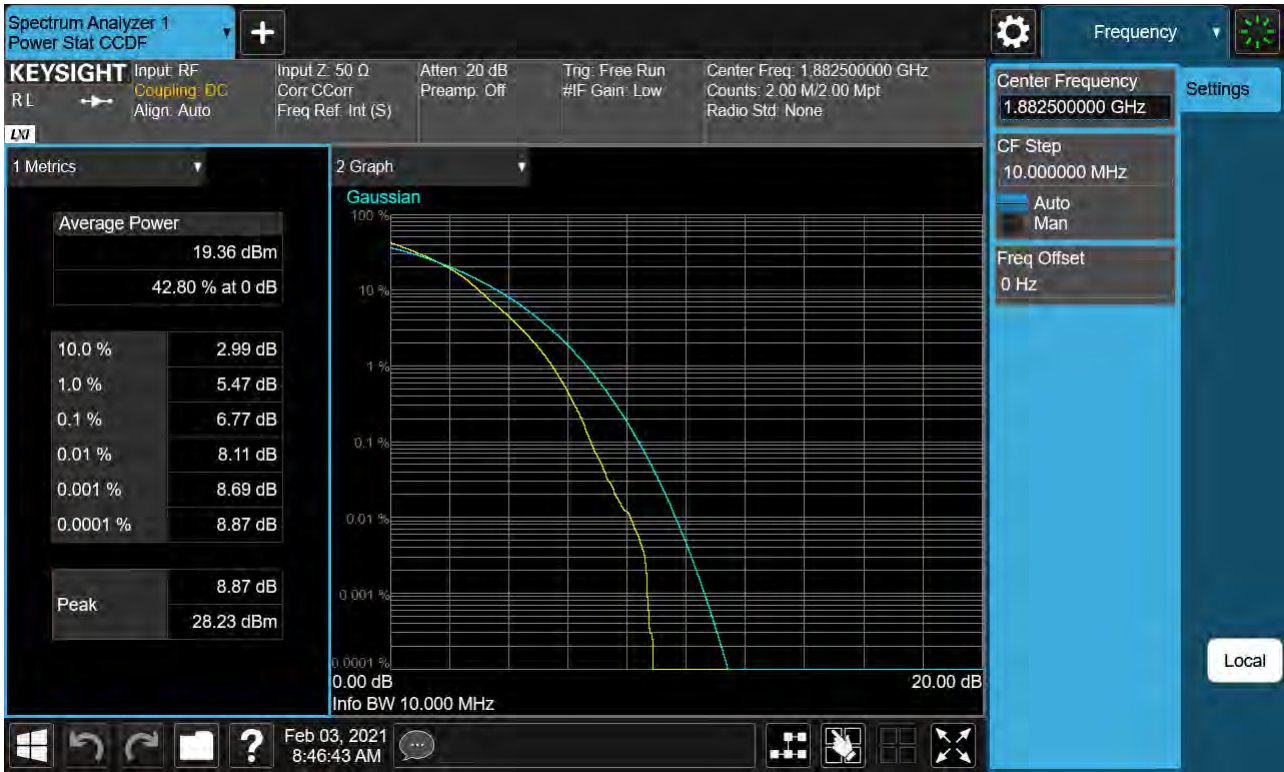 Spectrum Analyzer 1
Power Stat CCDF
Frequency
KEYSIGHT
R L
LXI
Input: RF
Coupling: DC
Align: Auto
Input Z: 50 Ω
Corr CCorr
Freq Ref: Int (S)
Atten: 20 dB
Preamp: Off
Trig: Free Run
#IF Gain: Low
Center Freq: 1.882500000 GHz
Counts: 2.00 M/2.00 Mpt
Radio Std: None
Center Frequency
1.882500000 GHz
Settings
CF Step
10.000000 MHz
Auto
Man
Freq Offset
0 Hz
Local
1 Metrics
Average Power
19.36 dBm
42.80 % at 0 dB
10.0 % 2.99 dB
1.0 % 5.47 dB
0.1 % 6.77 dB
0.01 % 8.11 dB
0.001 % 8.69 dB
0.0001 % 8.87 dB
Peak
8.87 dB
28.23 dBm
2 Graph
Gaussian
100 %
10 %
1 %
0.1 %
0.01 %
0.001 %
0.0001 %
0.00 dB 20.00 dB
Info BW 10.000 MHz
?
Feb 03, 2021
8:46:43 AM